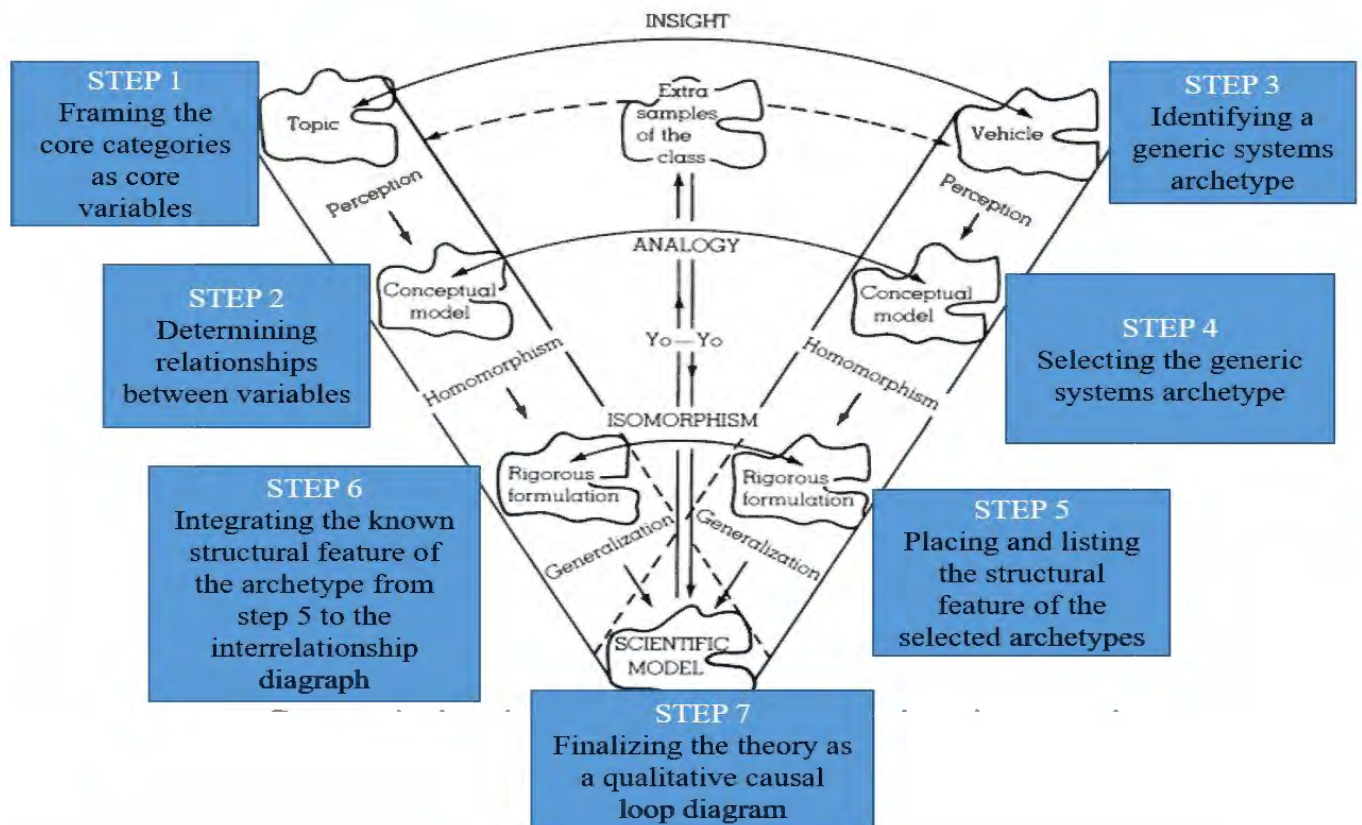 INSIGHT
STEP 1
Framing the
core categories
as core
variables
Topic
Extra
samples
of the
class
Vehicle
STEP 3
Identifying a
generic systems
archetype
Perception
Perception
ANALOGY
STEP 2
Determining
relationships
between variables
Conceptual
model
Conceptual
model
STEP 4
Selecting the generic
systems archetype
Yo—Yo
Homomorphism
Homomorphism
ISOMORPHISM
STEP 6
Integrating the known
structural feature of
the archetype from
step 5 to the
interrelationship
diagraph
Rigorous
formulation
Rigorous
formulation
STEP 5
Placing and listing
the structural
feature of the
selected archetypes
Generalization
Generalization
SCIENTIFIC
MODEL
STEP 7
Finalizing the theory as
a qualitative causal
loop diagram